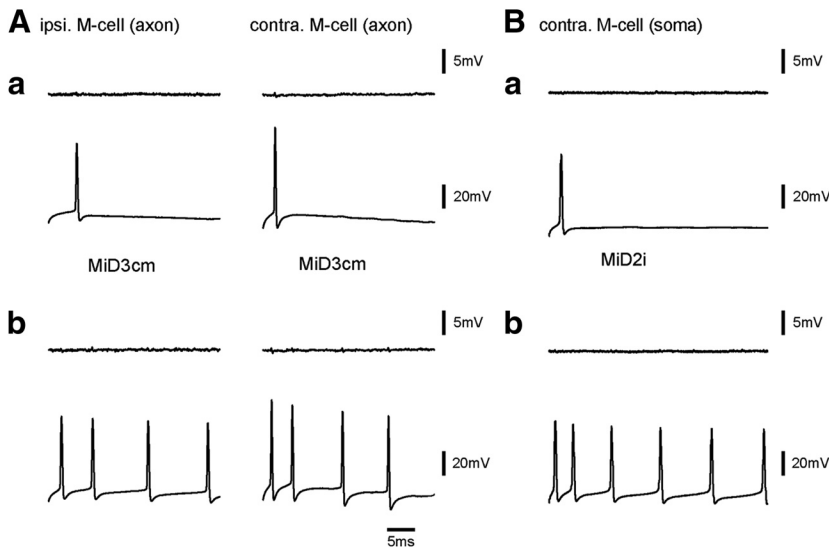 A ipsi. M-cell (axon) contra. M-cell (axon) B contra. M-cell (soma)
a 5mV a 5mV
20mV 20mV
MiD3cm MiD3cm MiD2i
b 5mV b 5mV
20mV 20mV
5ms